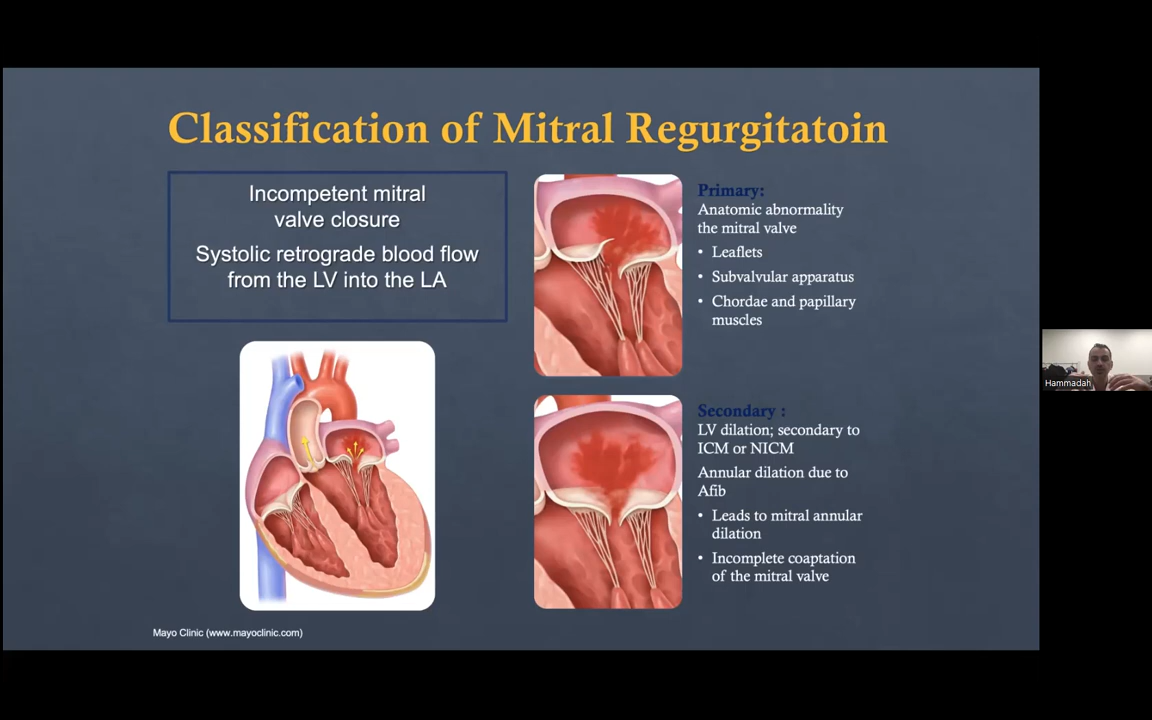 Classification of Mitral Regurgitatoin
Incompetent mitral
valve closure
Systolic retrograde blood flow
from the LV into the LA
Primary:
Anatomic abnormality
the mitral valve
• Leaflets
• Subvalvular apparatus
• Chordae and papillary
muscles
Secondary :
LV dilation; secondary to
ICM or NICM
Annular dilation due to
Afib
• Leads to mitral annular
dilation
• Incomplete coaptation
of the mitral valve
Mayo Clinic (www.mayoclinic.com)
Hammadah